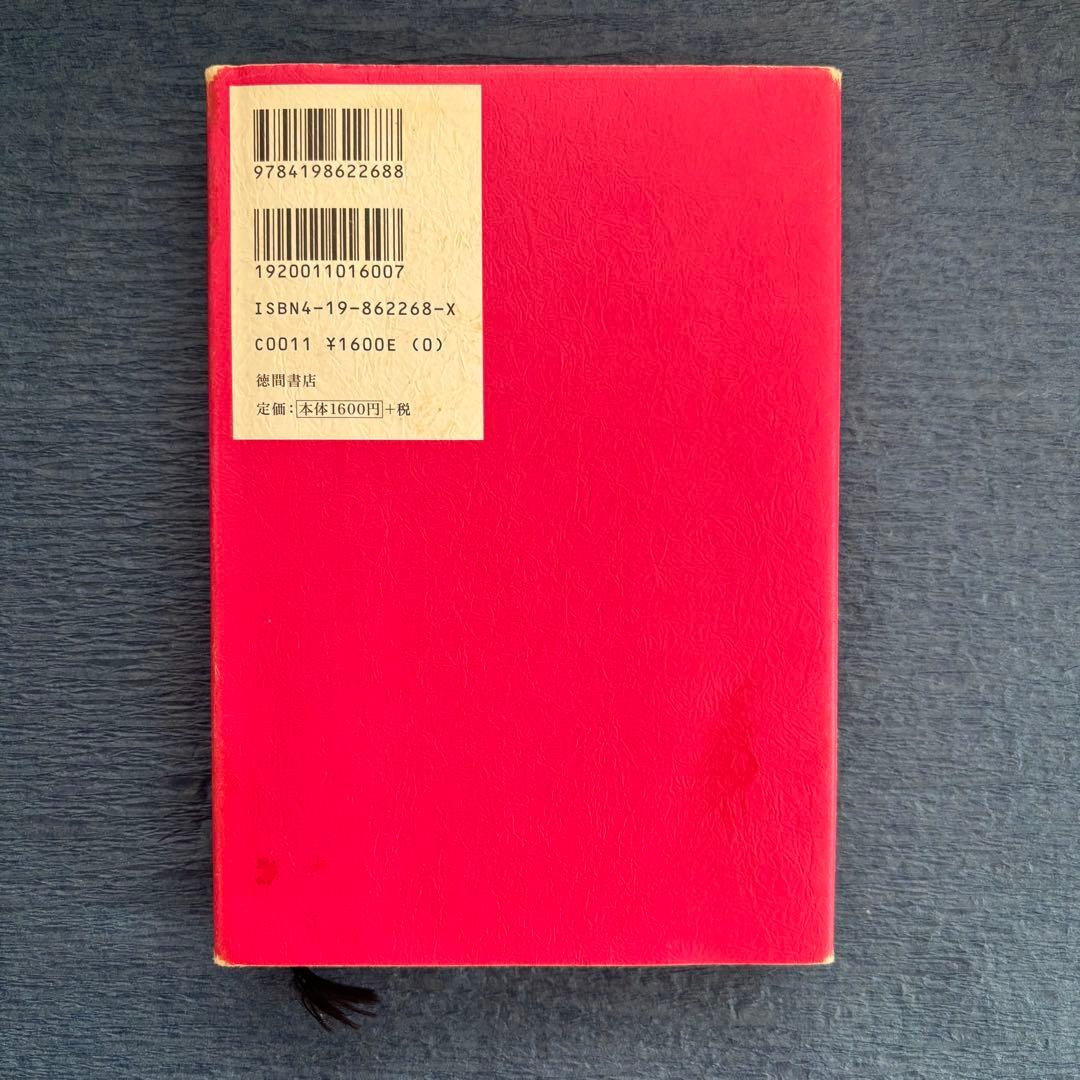 9784198622688
1920011016007
ISBN4-19-862268-X
C0011 ¥1600E (0)
徳間書店
定価：本体1600円＋税